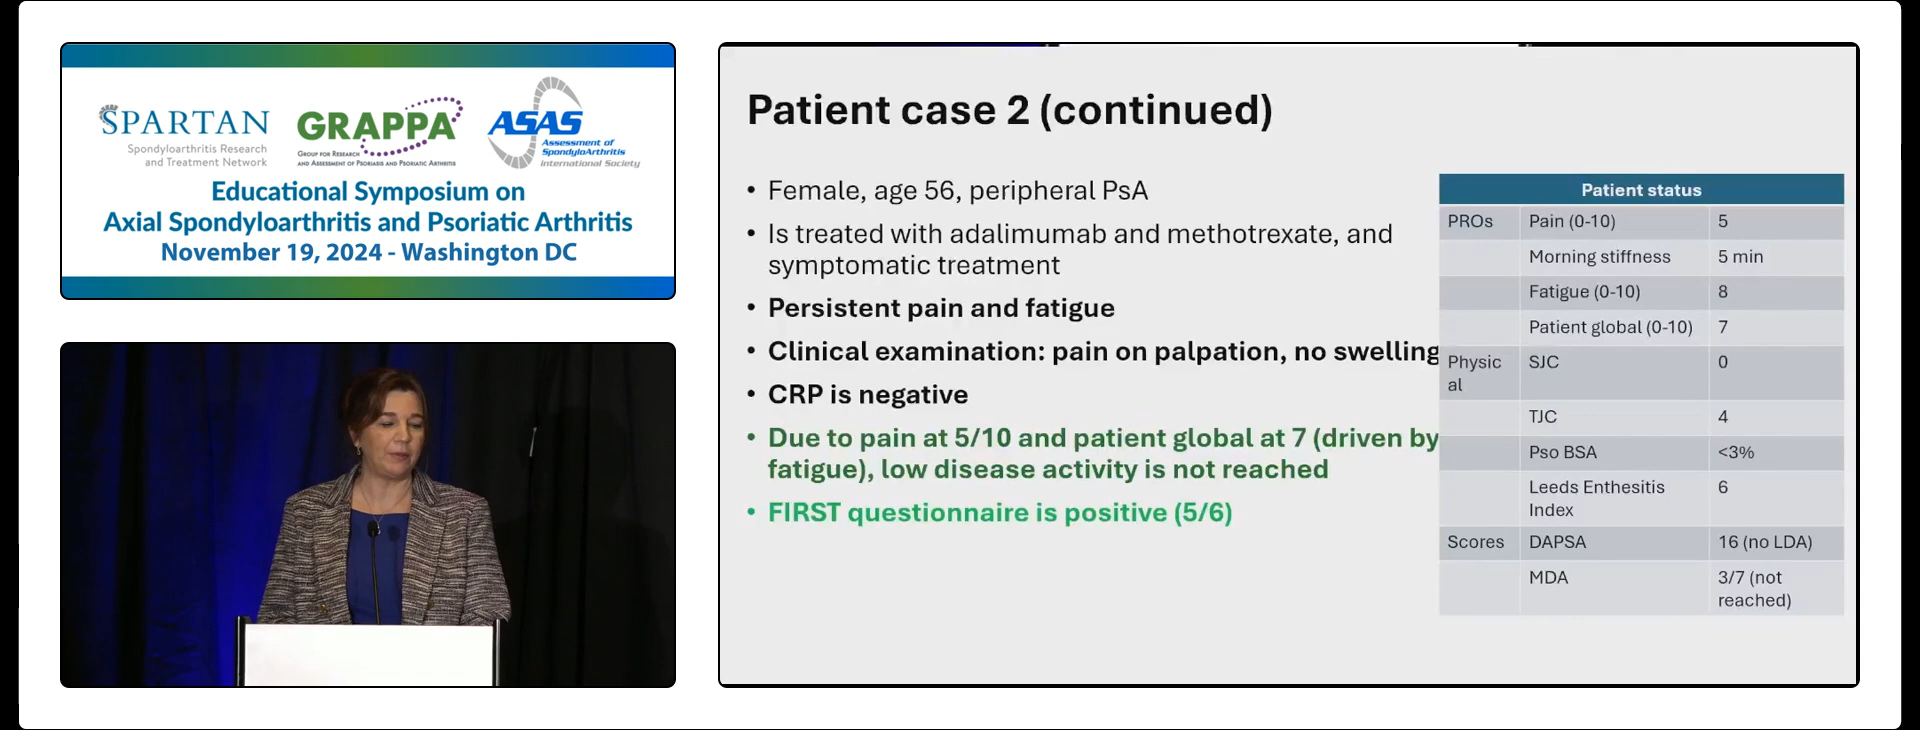 SPARTAN
Spondyloarthritis Research
and Treatment Network
GRAPPA
GROUP FOR RESEARCH
AND ASSESSMENT OF PSORIASIS AND PSORIATIC ARTHRITIS
ASAS
Assessment of
SpondyloArthritis
International Society
Educational Symposium on
Axial Spondyloarthritis and Psoriatic Arthritis
November 19, 2024 - Washington DC
Patient case 2 (continued)
• Female, age 56, peripheral PsA
• Is treated with adalimumab and methotrexate, and
symptomatic treatment
• Persistent pain and fatigue
• Clinical examination: pain on palpation, no swelling
• CRP is negative
• Due to pain at 5/10 and patient global at 7 (driven by
fatigue), low disease activity is not reached
• FIRST questionnaire is positive (5/6)
Patient status
PROs Pain (0-10) 5
Morning stiffness 5 min
Fatigue (0-10) 8
Patient global (0-10) 7
Physic SJC 0
al
TJC 4
Pso BSA <3%
Leeds Enthesitis 6
Index
Scores DAPSA 16 (no LDA)
MDA 3/7 (not
reached)